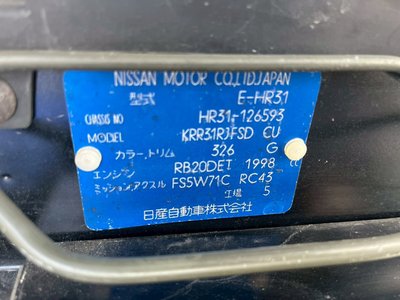 NISSAN MOTOR CO.,LTD.JAPAN
型式 E-HR31
CHASSIS NO HR31-126593
MODEL KRR31RJFSD CU
カラー、トリム 326 G
エンジン RB20DET 1998 cc
ミッション、アクスル FS5W71C RC43
工場 5
日産自動車株式会社